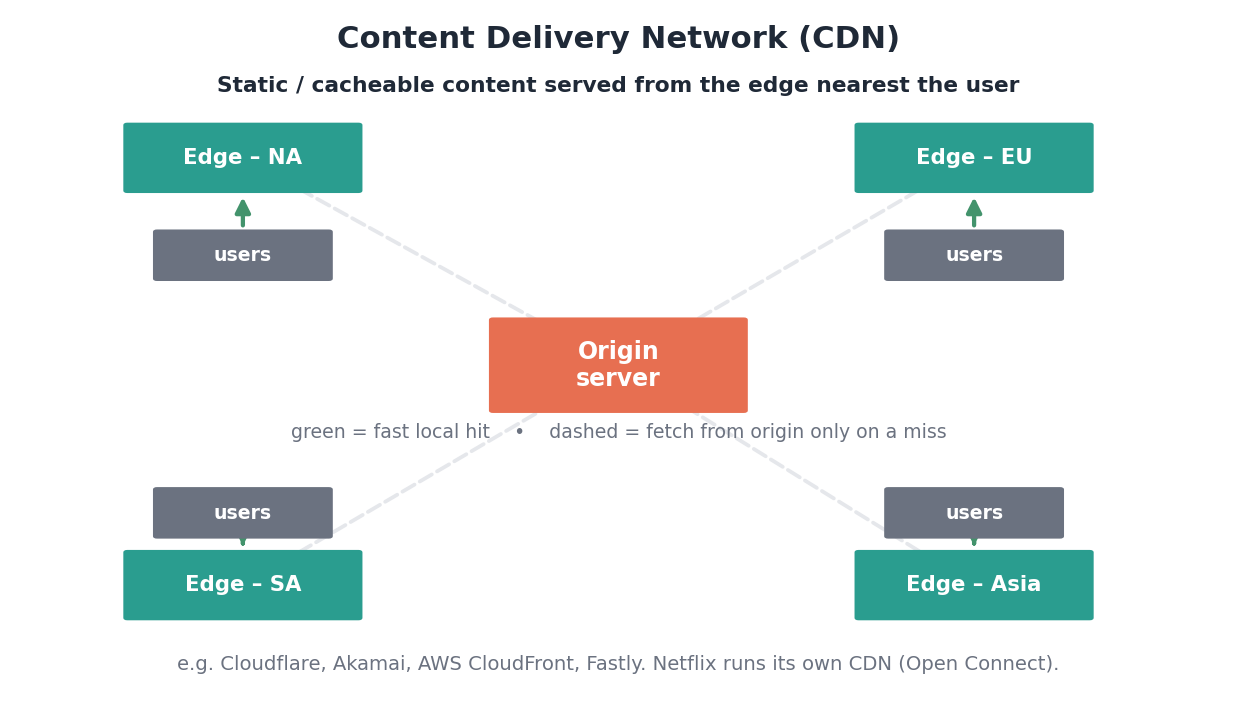 Content Delivery Network (CDN)
Static / cacheable content served from the edge nearest the user
Edge – NA
Edge – EU
users
users
Origin
server
green = fast local hit • dashed = fetch from origin only on a miss
users
users
Edge – SA
Edge – Asia
e.g. Cloudflare, Akamai, AWS CloudFront, Fastly. Netflix runs its own CDN (Open Connect).